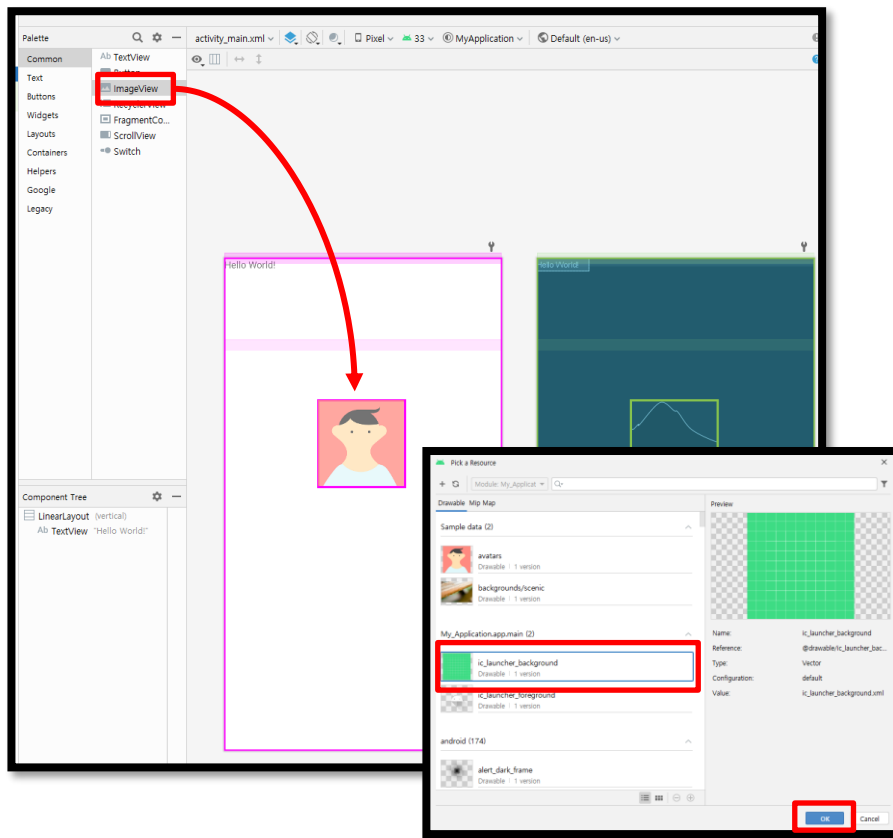 Palette
activity_main.xml
Pixel
33
MyApplication
Default (en-us)
Common
Text
Buttons
Widgets
Layouts
Containers
Helpers
Google
Legacy
Ab TextView
Button
ImageView
RecyclerView
FragmentCo...
ScrollView
Switch
Hello World!
Hello World!
Component Tree
LinearLayout (vertical)
Ab TextView "Hello World!"
Pick a Resource
Module: My_Applicat
Drawable Mip Map
Sample data (2)
avatars
Drawable | 1 version
backgrounds/scenic
Drawable | 1 version
My_Application.app.main (2)
ic_launcher_background
Drawable | 1 version
ic_launcher_foreground
Drawable | 1 version
android (174)
alert_dark_frame
Drawable | 1 version
Preview
Name: ic_launcher_background
Reference: @drawable/ic_launcher_bac...
Type: Vector
Configuration: default
Value: ic_launcher_background.xml
OK
Cancel